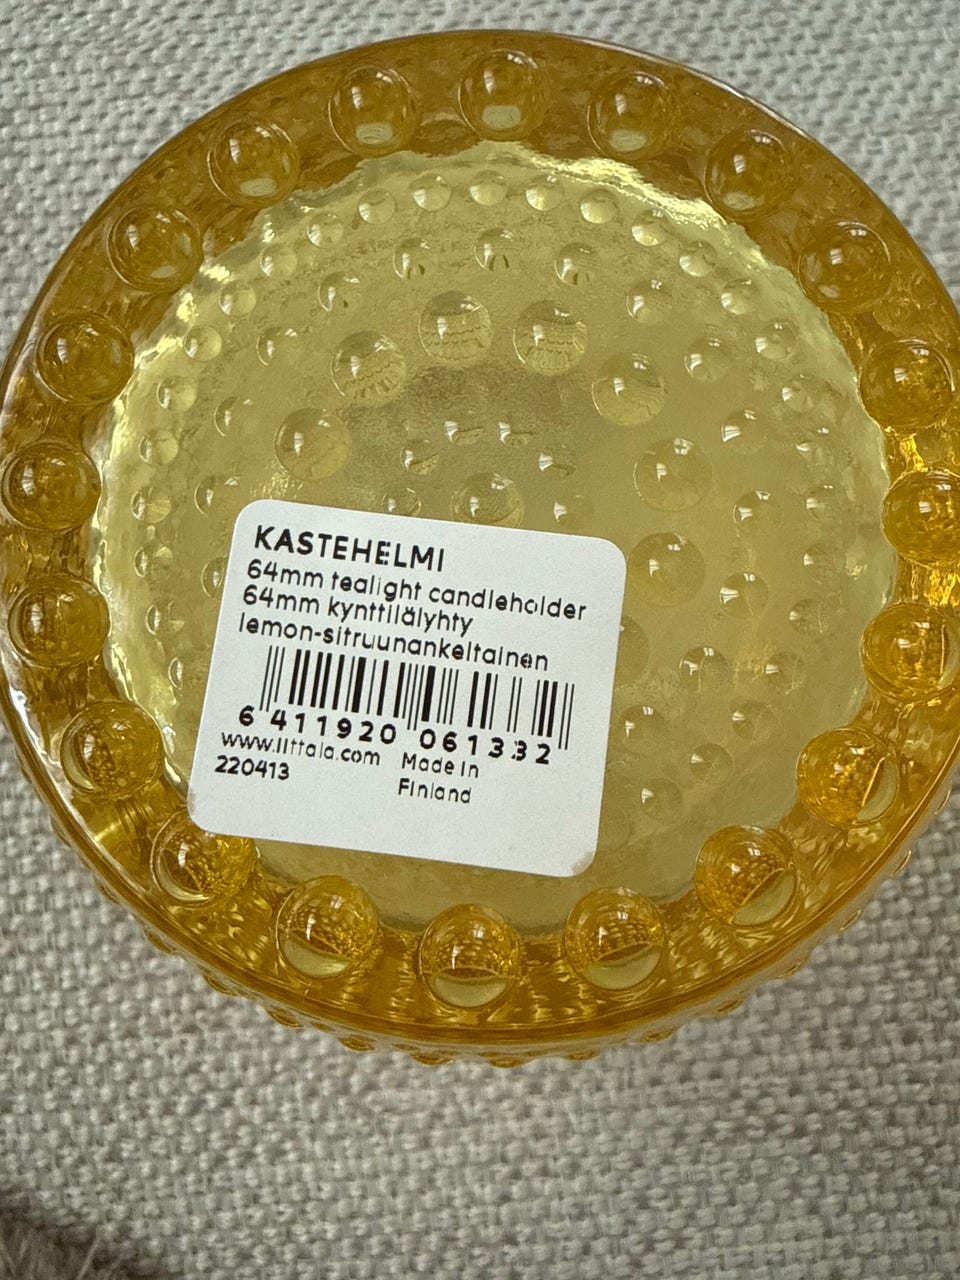 KASTEHELMI
64mm tealight candleholder
64mm kynttilälyhty
lemon-sitruunankeltainen
6 411920 061332
www.iittala.com Made in
220413 Finland